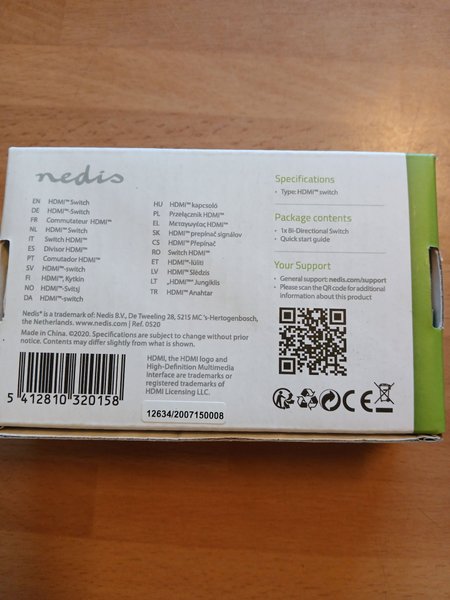 nedis
EN HDMI™ Switch
DE HDMI™-Switch
FR Commutateur HDMI™
NL HDMI™ Switch
IT Switch HDMI™
ES Divisor HDMI™
PT Comutador HDMI™
SV HDMI™-switch
FI HDMI™, Kytkin
NO HDMI™-Svitsj
DA HDMI™-switch
HU HDMI™ kapcsoló
PL Przełącznik HDMI™
EL Μεταγωγέας HDMI™
SK HDMI™ prepínač signálov
CS HDMI™ Přepínač
RO Switch HDMI™
ET HDMI™-lüliti
LV HDMI™ Slēdzis
LT „HDMI™“ Jungiklis
TR HDMI™ Anahtar
Specifications
• Type: HDMI™ switch
Package contents
• 1x Bi-Directional Switch
• Quick start guide
Your Support
• General support: nedis.com/support
• Please scan the QR code for additional
information about this product
Nedis® is a trademark of: Nedis B.V., De Tweeling 28, 5215 MC 's-Hertogenbosch,
the Netherlands. www.nedis.com | Ref. 0520
Made in China. ©2020. Specifications are subject to change without prior
notice. Contents may differ slightly from what is shown.
5 412810 320158
HDMI, the HDMI logo and
High-Definition Multimedia
interface are trademarks or
registered trademarks of
HDMI Licensing LLC.
12634/2007150008
CE